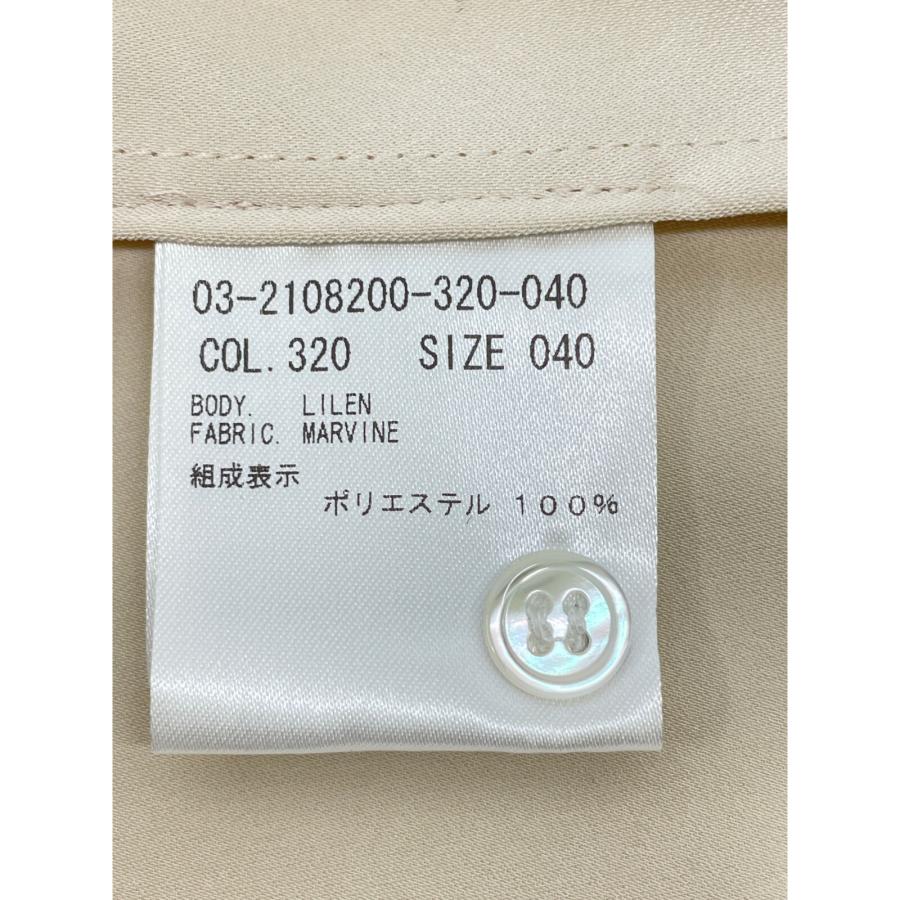 03-2108200-320-040
COL. 320 SIZE 040
BODY. LILEN
FABRIC. MARVINE
組成表示
ポリエステル １００％